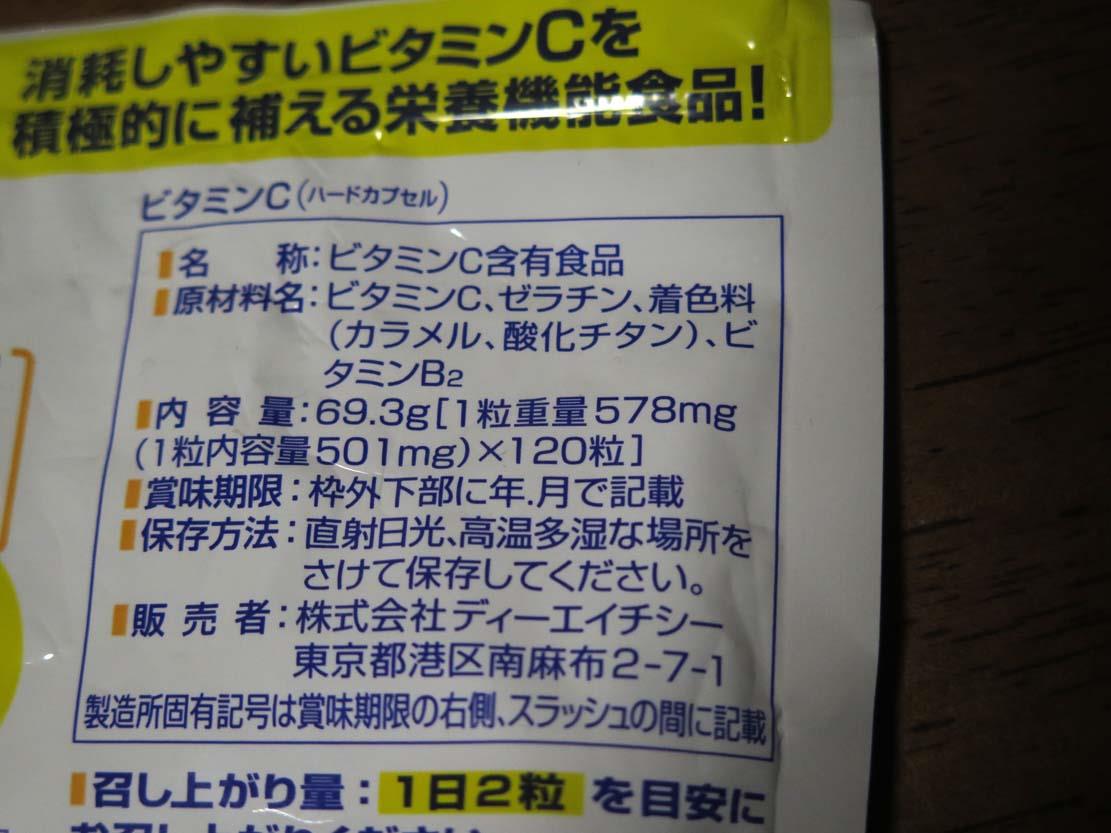 消耗しやすいビタミンCを
積極的に補える栄養機能食品!
ビタミンC(ハードカプセル)
名 称:ビタミンC含有食品
原材料名:ビタミンC、ゼラチン、着色料
(カラメル、酸化チタン)、ビ
タミンB2
内容量:69.3g[1粒重量578mg
(1粒内容量501mg)×120粒]
賞味期限:枠外下部に年.月で記載
保存方法:直射日光、高温多湿な場所を
さけて保存してください。
販売者:株式会社ディーエイチシー
東京都港区南麻布2-7-1
製造所固有記号は賞味期限の右側、スラッシュの間に記載
召し上がり量:1日2粒を目安に
お召し上がりください